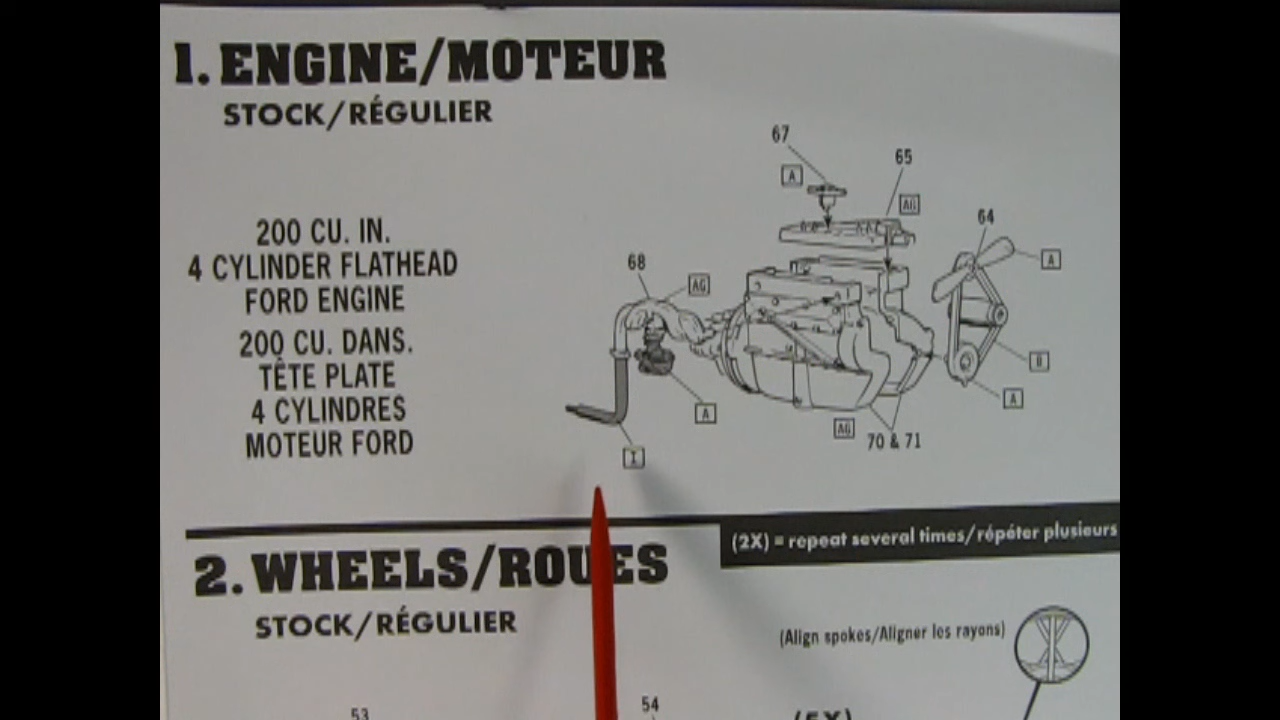 1. ENGINE/MOTEUR
STOCK/RÉGULIER
200 CU. IN.
4 CYLINDER FLATHEAD
FORD ENGINE
200 CU. DANS.
TÊTE PLATE
4 CYLINDRES
MOTEUR FORD
67
A
65
AG
64
A
68
AG
B
A
A
AG
70 & 71
I
(2X) = repeat several times/répéter plusieurs
2. WHEELS/ROUES
STOCK/RÉGULIER
(Align spokes/Aligner les rayons)
53
54
(5X)